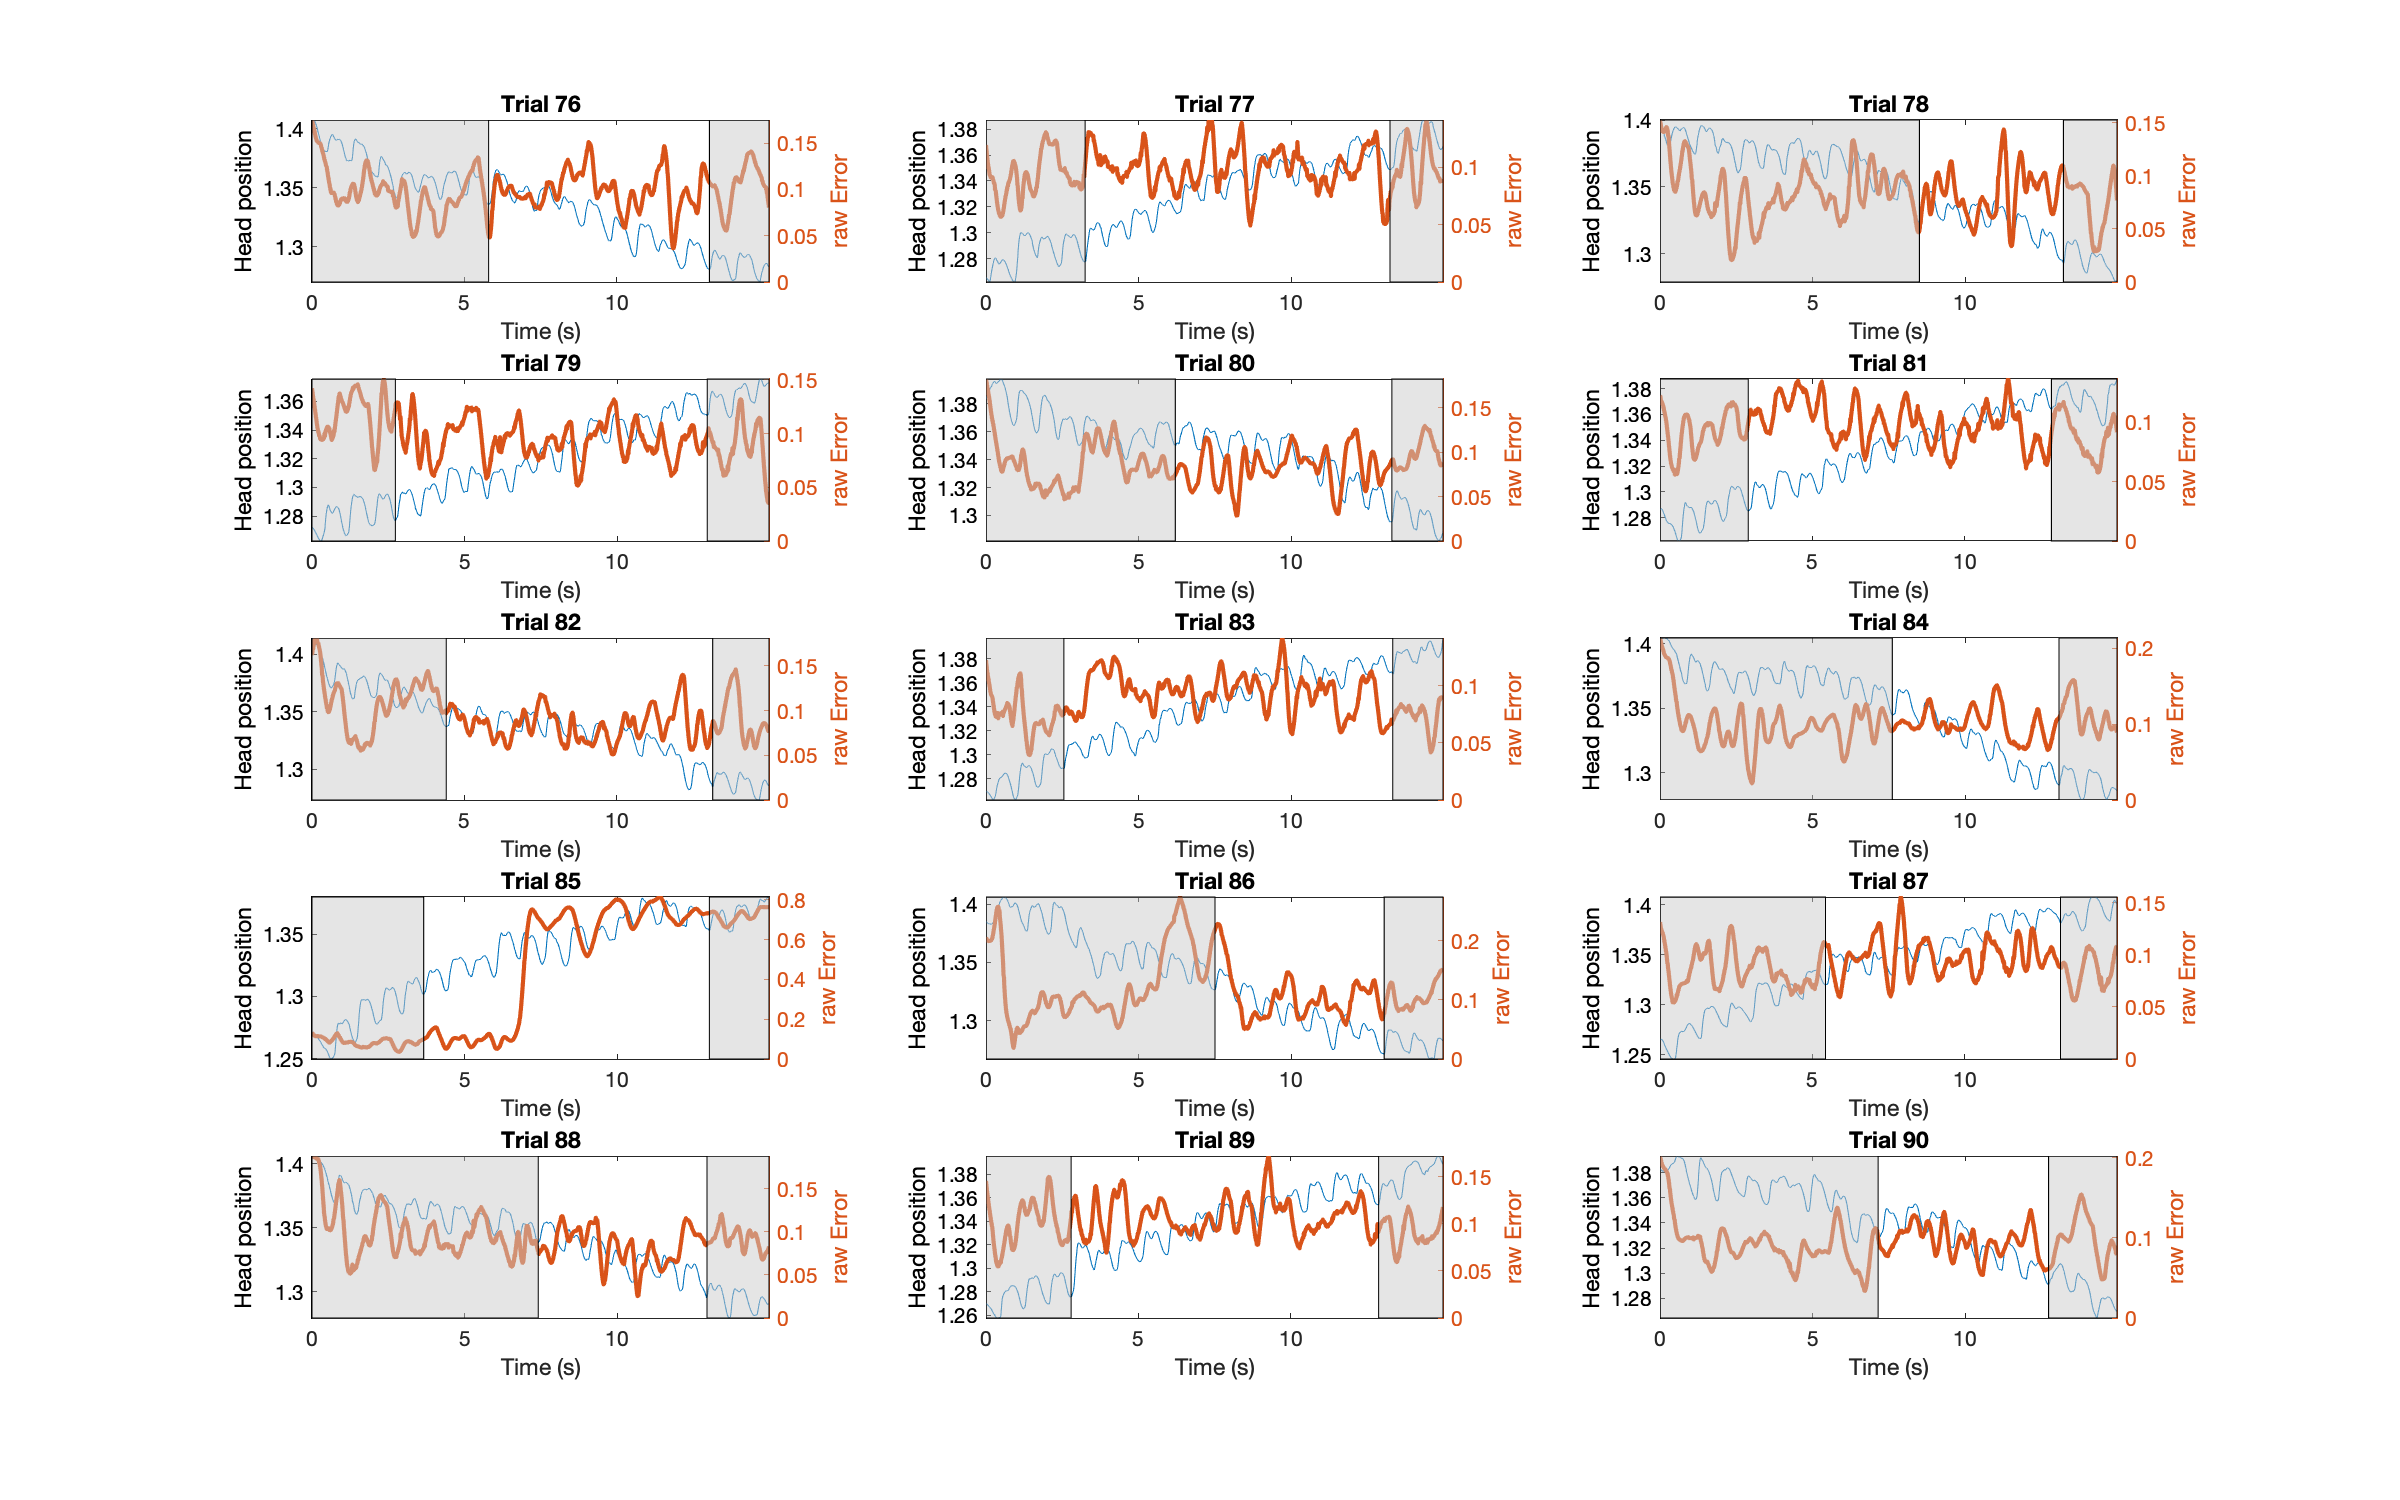 Trial 76
Head position
1.4
1.35
1.3
0.15
0.1
0.05
0
raw Error
0
5
10
Time (s)
Trial 77
Head position
1.38
1.36
1.34
1.32
1.3
1.28
0.1
0.05
0
raw Error
0
5
10
Time (s)
Trial 78
Head position
1.4
1.35
1.3
0.15
0.1
0.05
0
raw Error
0
5
10
Time (s)
Trial 79
Head position
1.36
1.34
1.32
1.3
1.28
0.15
0.1
0.05
0
raw Error
0
5
10
Time (s)
Trial 80
Head position
1.38
1.36
1.34
1.32
1.3
0.15
0.1
0.05
0
raw Error
0
5
10
Time (s)
Trial 81
Head position
1.38
1.36
1.34
1.32
1.3
1.28
0.1
0.05
0
raw Error
0
5
10
Time (s)
Trial 82
Head position
1.4
1.35
1.3
0.15
0.1
0.05
0
raw Error
0
5
10
Time (s)
Trial 83
Head position
1.38
1.36
1.34
1.32
1.3
1.28
0.1
0.05
0
raw Error
0
5
10
Time (s)
Trial 84
Head position
1.4
1.35
1.3
0.2
0.1
0
raw Error
0
5
10
Time (s)
Trial 85
Head position
1.35
1.3
1.25
0.8
0.6
0.4
0.2
0
raw Error
0
5
10
Time (s)
Trial 86
Head position
1.4
1.35
1.3
0.2
0.1
0
raw Error
0
5
10
Time (s)
Trial 87
Head position
1.4
1.35
1.3
1.25
0.15
0.1
0.05
0
raw Error
0
5
10
Time (s)
Trial 88
Head position
1.4
1.35
1.3
0.15
0.1
0.05
0
raw Error
0
5
10
Time (s)
Trial 89
Head position
1.38
1.36
1.34
1.32
1.3
1.28
1.26
0.15
0.1
0.05
0
raw Error
0
5
10
Time (s)
Trial 90
Head position
1.38
1.36
1.34
1.32
1.3
1.28
0.2
0.1
0
raw Error
0
5
10
Time (s)